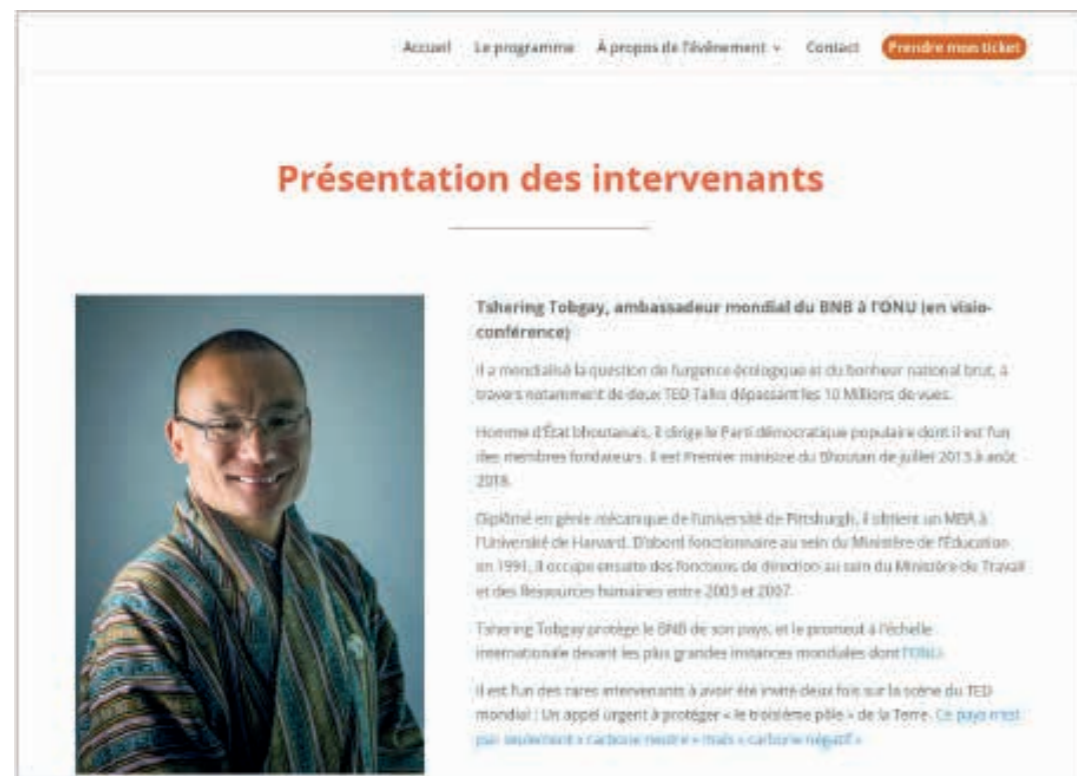 Accueil Le programme À propos de l'événement Contact Prendre mon ticket
Présentation des intervenants
Tshering Tobgay, ambassadeur mondial du BNB à l'ONU (en visio-
conférence)
Il a mondialisé la question de l'urgence écologique et du bonheur national brut, à
travers notamment de deux TED Talks dépassant les 10 Millions de vues.
Homme d'État bhoutanais, il dirige le Parti démocratique populaire dont il est l'un
des membres fondateurs. Il est Premier ministre du Bhoutan de juillet 2013 à août
2018.
Diplômé en génie mécanique de l'université de Pittsburgh, il obtient un MBA à
l'Université de Harvard. D'abord fonctionnaire au sein du Ministère de l'Éducation
en 1991, il occupe ensuite des fonctions de direction au sein du Ministère du Travail
et des Ressources humaines entre 2003 et 2007.
Tshering Tobgay protège le BNB de son pays, et le promeut à l'échelle
internationale devant les plus grandes instances mondiales dont l'ONU.
Il est l'un des rares intervenants à avoir été invité deux fois sur la scène du TED
mondial : Un appel urgent à protéger « le troisième pôle » de la Terre. Ce pays n'est
pas seulement « carbone neutre » mais « carbone négatif »